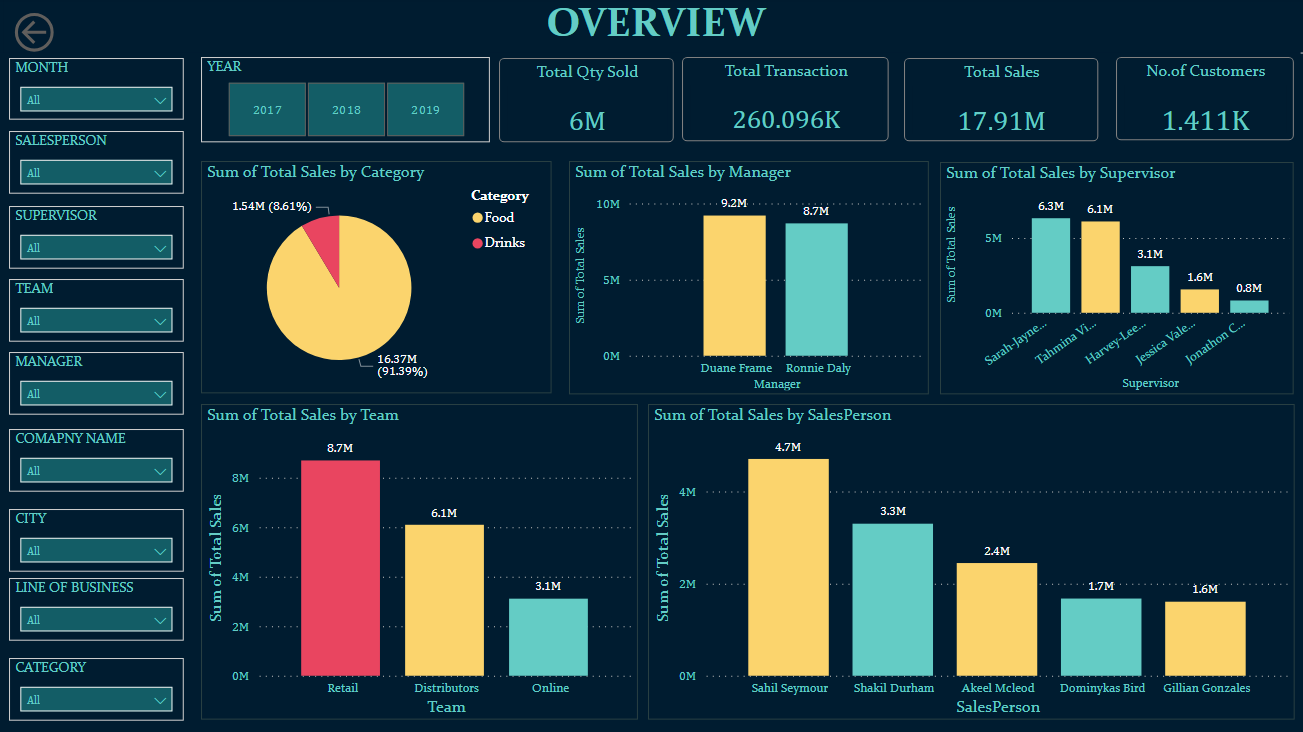 OVERVIEW
MONTH
All
SALESPERSON
All
SUPERVISOR
All
TEAM
All
MANAGER
All
COMAPNY NAME
All
CITY
All
LINE OF BUSINESS
All
CATEGORY
All
YEAR
2017 2018 2019
Total Qty Sold
6M
Total Transaction
260.096K
Total Sales
17.91M
No.of Customers
1.411K
Sum of Total Sales by Category
1.54M (8.61%)
Category
Food
Drinks
16.37M
(91.39%)
Sum of Total Sales by Manager
Sum of Total Sales
10M
5M
0M
9.2M
8.7M
Duane Frame Ronnie Daly
Manager
Sum of Total Sales by Supervisor
Sum of Total Sales
5M
0M
6.3M
6.1M
3.1M
1.6M
0.8M
Sarah-Jayne...
Tahmina Vi...
Harvey-Lee...
Jessica Vale...
Jonathon C...
Supervisor
Sum of Total Sales by Team
Sum of Total Sales
8M
6M
4M
2M
0M
8.7M
6.1M
3.1M
Retail Distributors Online
Team
Sum of Total Sales by SalesPerson
Sum of Total Sales
4M
2M
0M
4.7M
3.3M
2.4M
1.7M
1.6M
Sahil Seymour Shakil Durham Akeel Mcleod Dominykas Bird Gillian Gonzales
SalesPerson